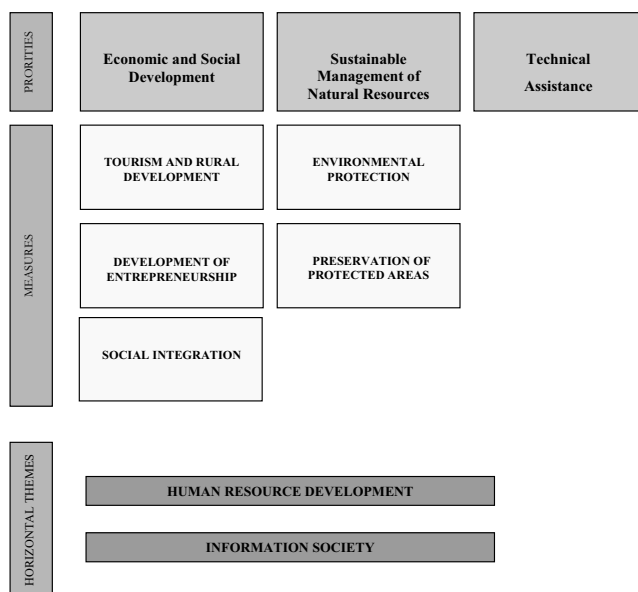 PRORITIES
Economic and Social
Development
Sustainable
Management of
Natural Resources
Technical
Assistance
MEASURES
TOURISM AND RURAL
DEVELOPMENT
ENVIRONMENTAL
PROTECTION
DEVELOPMENT OF
ENTREPRENEURSHIP
PRESERVATION OF
PROTECTED AREAS
SOCIAL INTEGRATION
HORIZONTAL THEMES
HUMAN RESOURCE DEVELOPMENT
INFORMATION SOCIETY